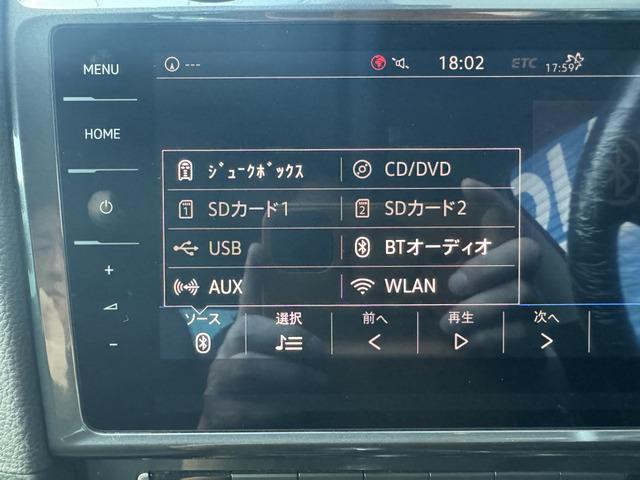 MENU
---
18:02
ETC
17:59
HOME
ｼﾞｭｰｸﾎﾞｯｸｽ
CD/DVD
SDカード1
SDカード2
USB
BTオーディオ
AUX
WLAN
+
-
ソース
選択
前へ
再生
次へ